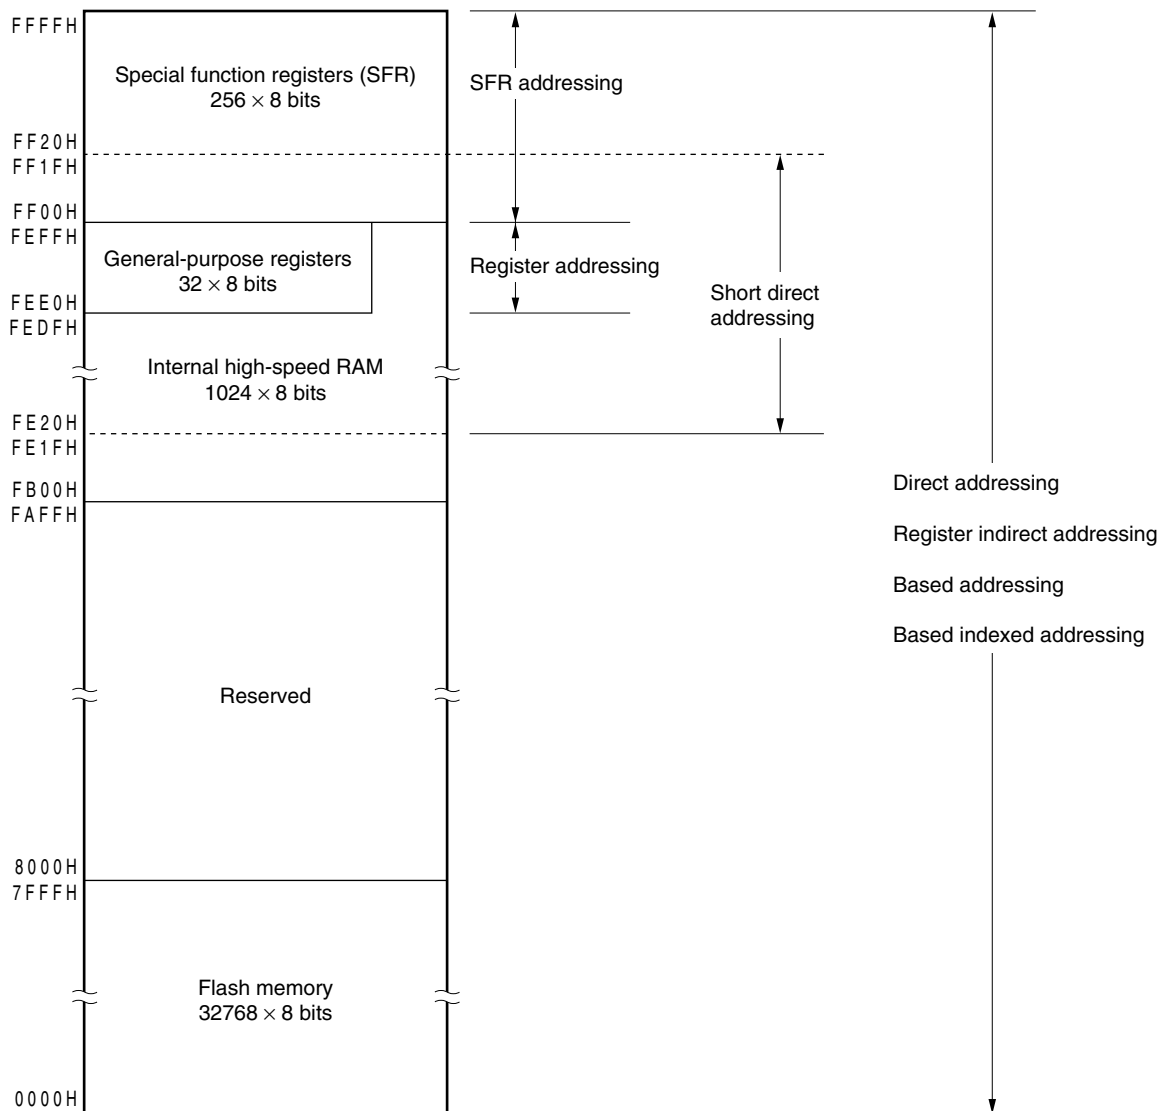 FFFFH
Special function registers (SFR)
256 × 8 bits
SFR addressing
FF20H
FF1FH
FF00H
FEFFH
General-purpose registers
32 × 8 bits
Register addressing
Short direct
addressing
FEE0H
FEDFH
Internal high-speed RAM
1024 × 8 bits
FE20H
FE1FH
FB00H
FAFFH
Direct addressing
Register indirect addressing
Based addressing
Based indexed addressing
Reserved
8000H
7FFFH
Flash memory
32768 × 8 bits
0000H